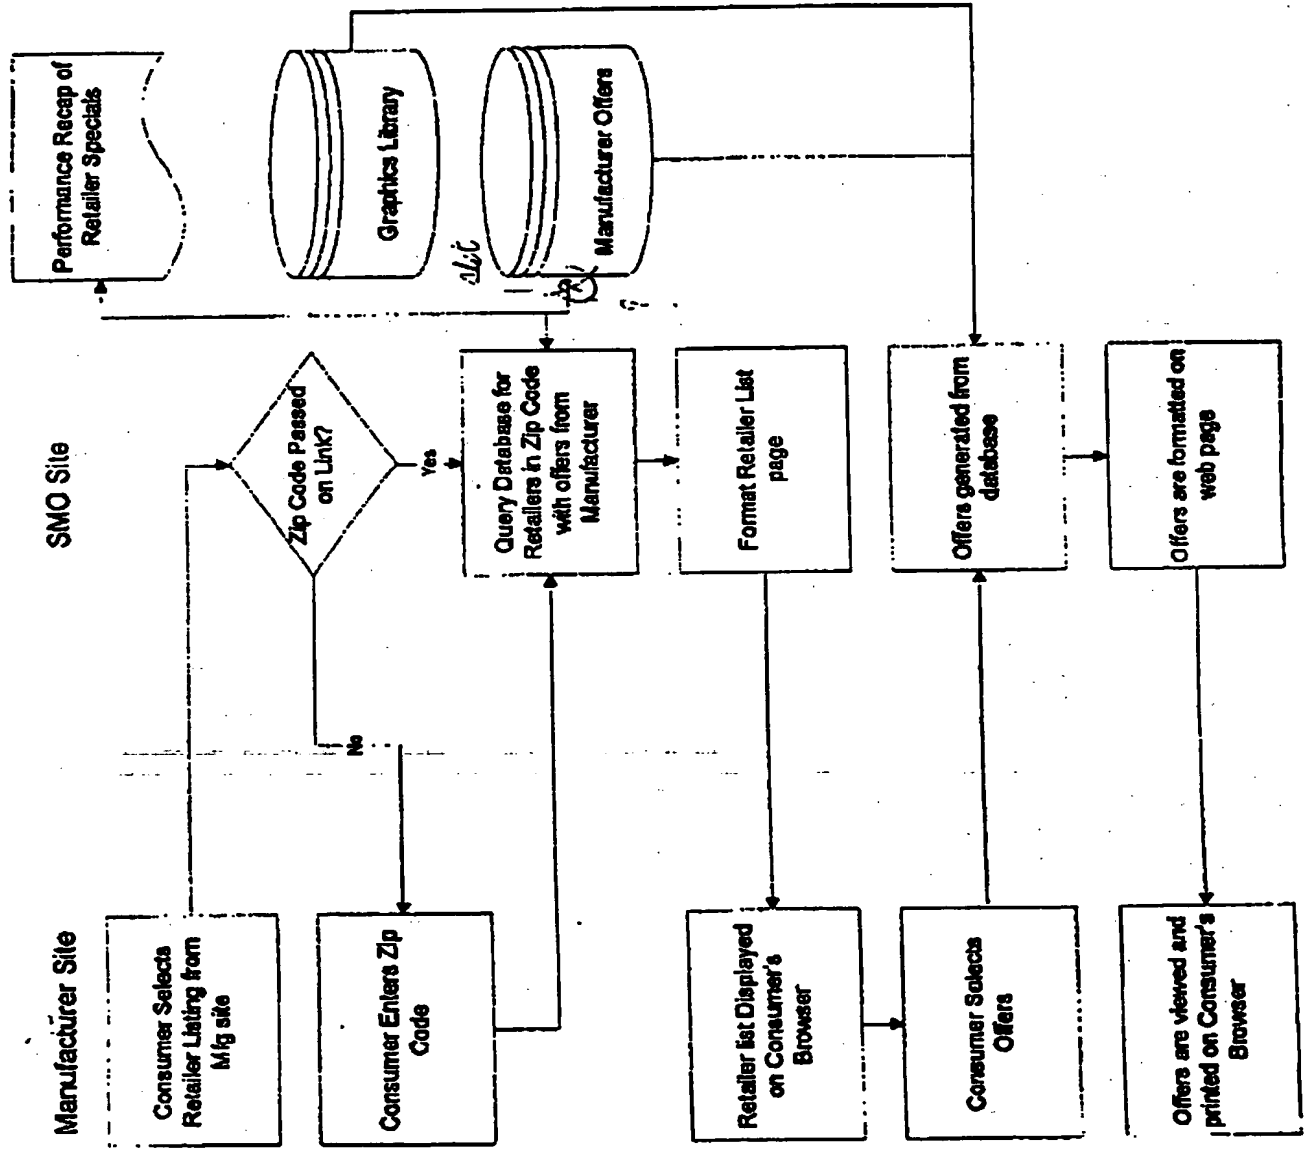 Manufacturer Site
SMO Site
Consumer Selects
Retailer Listing from
Mfg site
Zip Code Passed
on Link?
Performance Recap of
Retailer Specials
No
Yes
Consumer Enters Zip
Code
Graphics Library
Query Database for
Retailers in Zip Code
with offers from
Manufacturer
Manufacturer Offers
Format Retailer List
page
Retailer list Displayed
on Consumer's
Browser
Consumer Selects
Offers
Offers generated from
database
Offers are formatted on
web page
Offers are viewed and
printed on Consumer's
Browser